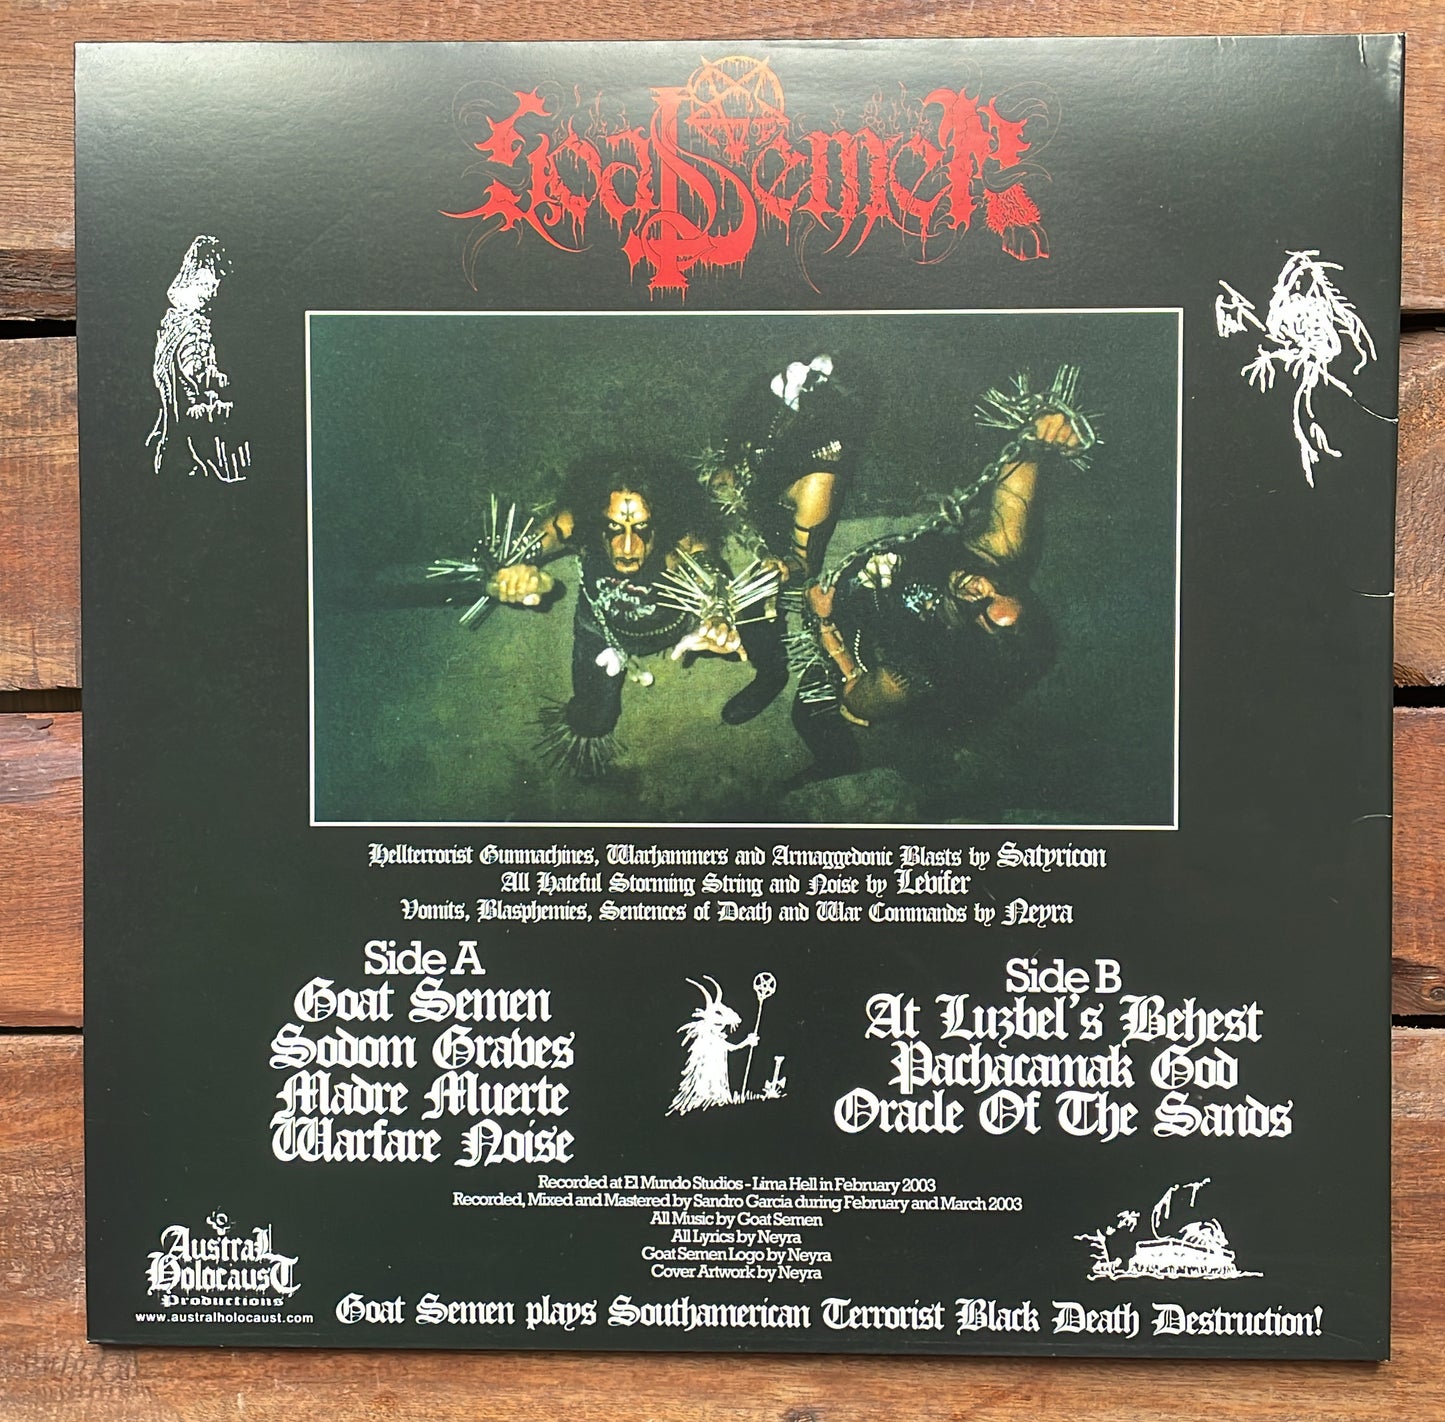 Goat Semen
Hellterrorist Gunmachines, Warhammers and Armaggedonic Blasts by Satyricon
All Hateful Storming String and Noise by Levifer
Vomits, Blasphemies, Sentences of Death and War Commands by Neyra
Side A
Goat Semen
Sodom Graves
Madre Muerte
Warfare Noise
Side B
At Luzbel's Behest
Pachacamak God
Oracle Of The Sands
Recorded at El Mundo Studios - Lima Hell in February 2003
Recorded, Mixed and Mastered by Sandro Garcia during February and March 2003
All Music by Goat Semen
All Lyrics by Neyra
Goat Semen Logo by Neyra
Cover Artwork by Neyra
Austral
Holocaust
Productions
www.australholocaust.com
Goat Semen plays Southamerican Terrorist Black Death Destruction!